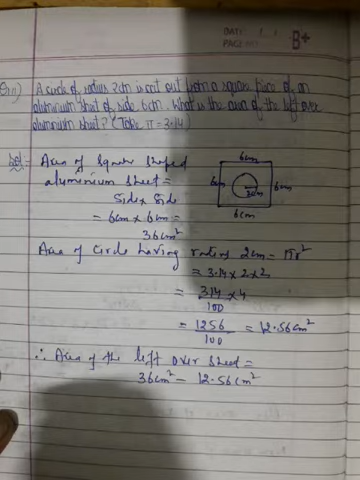 DATE
PAGE NO.
B+
Q11) A circle of radius 2cm is cut out from a square piece of an
aluminium sheet of side 6cm. What is the area of the left over
aluminium sheet? (Take π = 3.14)
Sol - Area of Square shaped
aluminium sheet =
side x side
= 6cm x 6cm =
36cm²
6cm
6cm
2cm
6cm
6cm
Area of circle having radius 2cm = πr²
= 3.14 x 2 x 2
= 314 x 4
100
= 1256 = 12.56cm²
100
∴ Area of the left over sheet =
36cm² - 12.56cm²